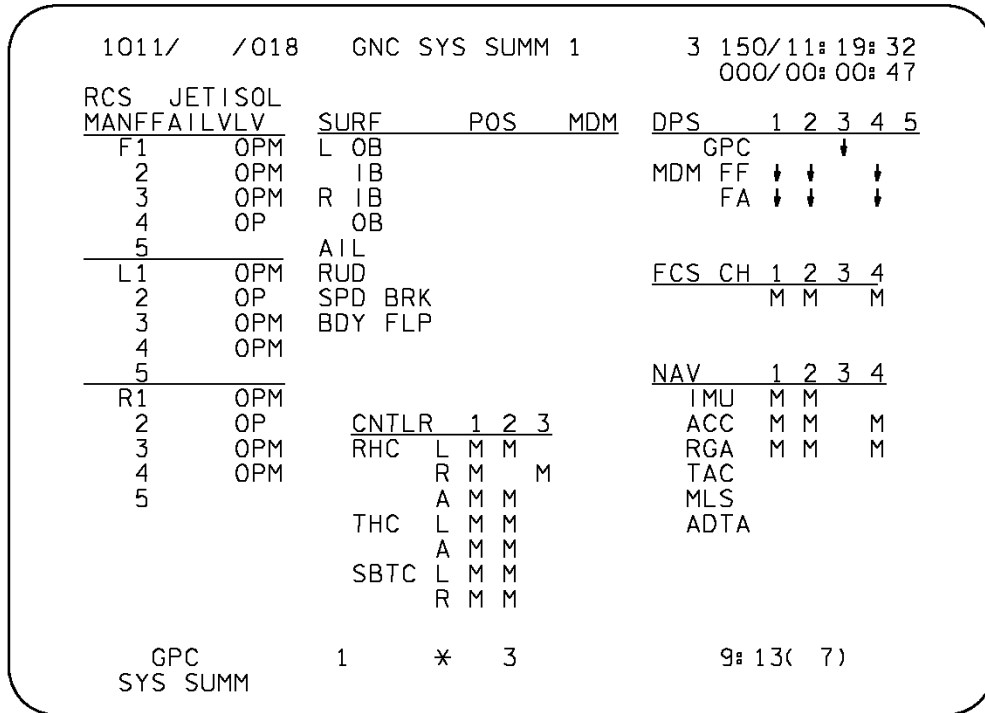 1011/ /018 GNC SYS SUMM 1 3 150/11:19:32
000/00:00:47
RCS JETISOL
MANFFAILVLV SURF POS MDM DPS 1 2 3 4 5
F1 OPM L OB GPC ↓
2 OPM IB MDM FF ↓ ↓ ↓
3 OPM R IB FA ↓ ↓ ↓
4 OP OB
5 AIL
L1 OPM RUD FCS CH 1 2 3 4
2 OP SPD BRK M M M
3 OPM BDY FLP
4 OPM
5 NAV 1 2 3 4
R1 OPM IMU M M
2 OP CNTLR 1 2 3 ACC M M M
3 OPM RHC L M M RGA M M M
4 OPM R M M TAC
5 A M M MLS
THC L M M ADTA
A M M
SBTC L M M
R M M
GPC 1 * 3 9:13( 7)
SYS SUMM